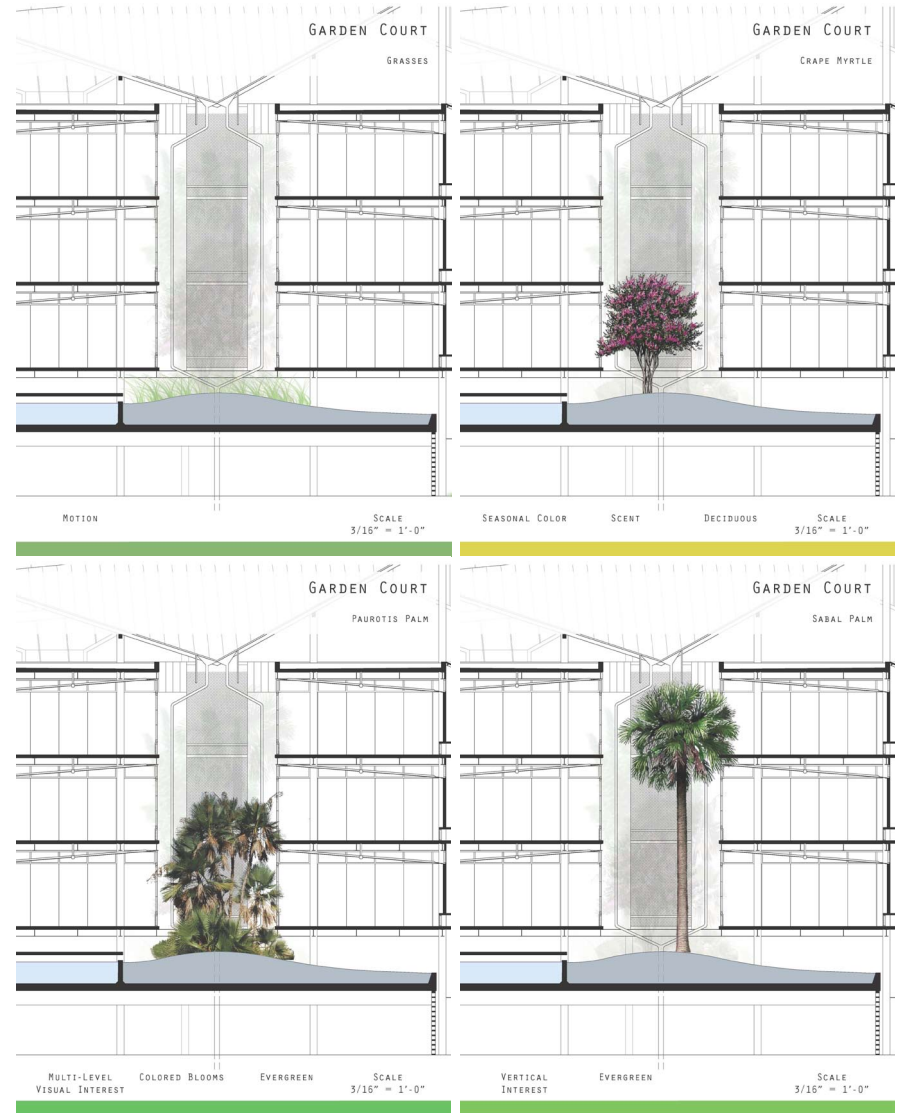 Garden Court
Grasses
Motion
Scale
3/16" = 1'-0"
Garden Court
Crape Myrtle
Seasonal Color Scent Deciduous Scale
3/16" = 1'-0"
Garden Court
Paurotis Palm
Multi-Level
Visual Interest
Colored Blooms
Evergreen
Scale
3/16" = 1'-0"
Garden Court
Sabal Palm
Vertical
Interest
Evergreen
Scale
3/16" = 1'-0"